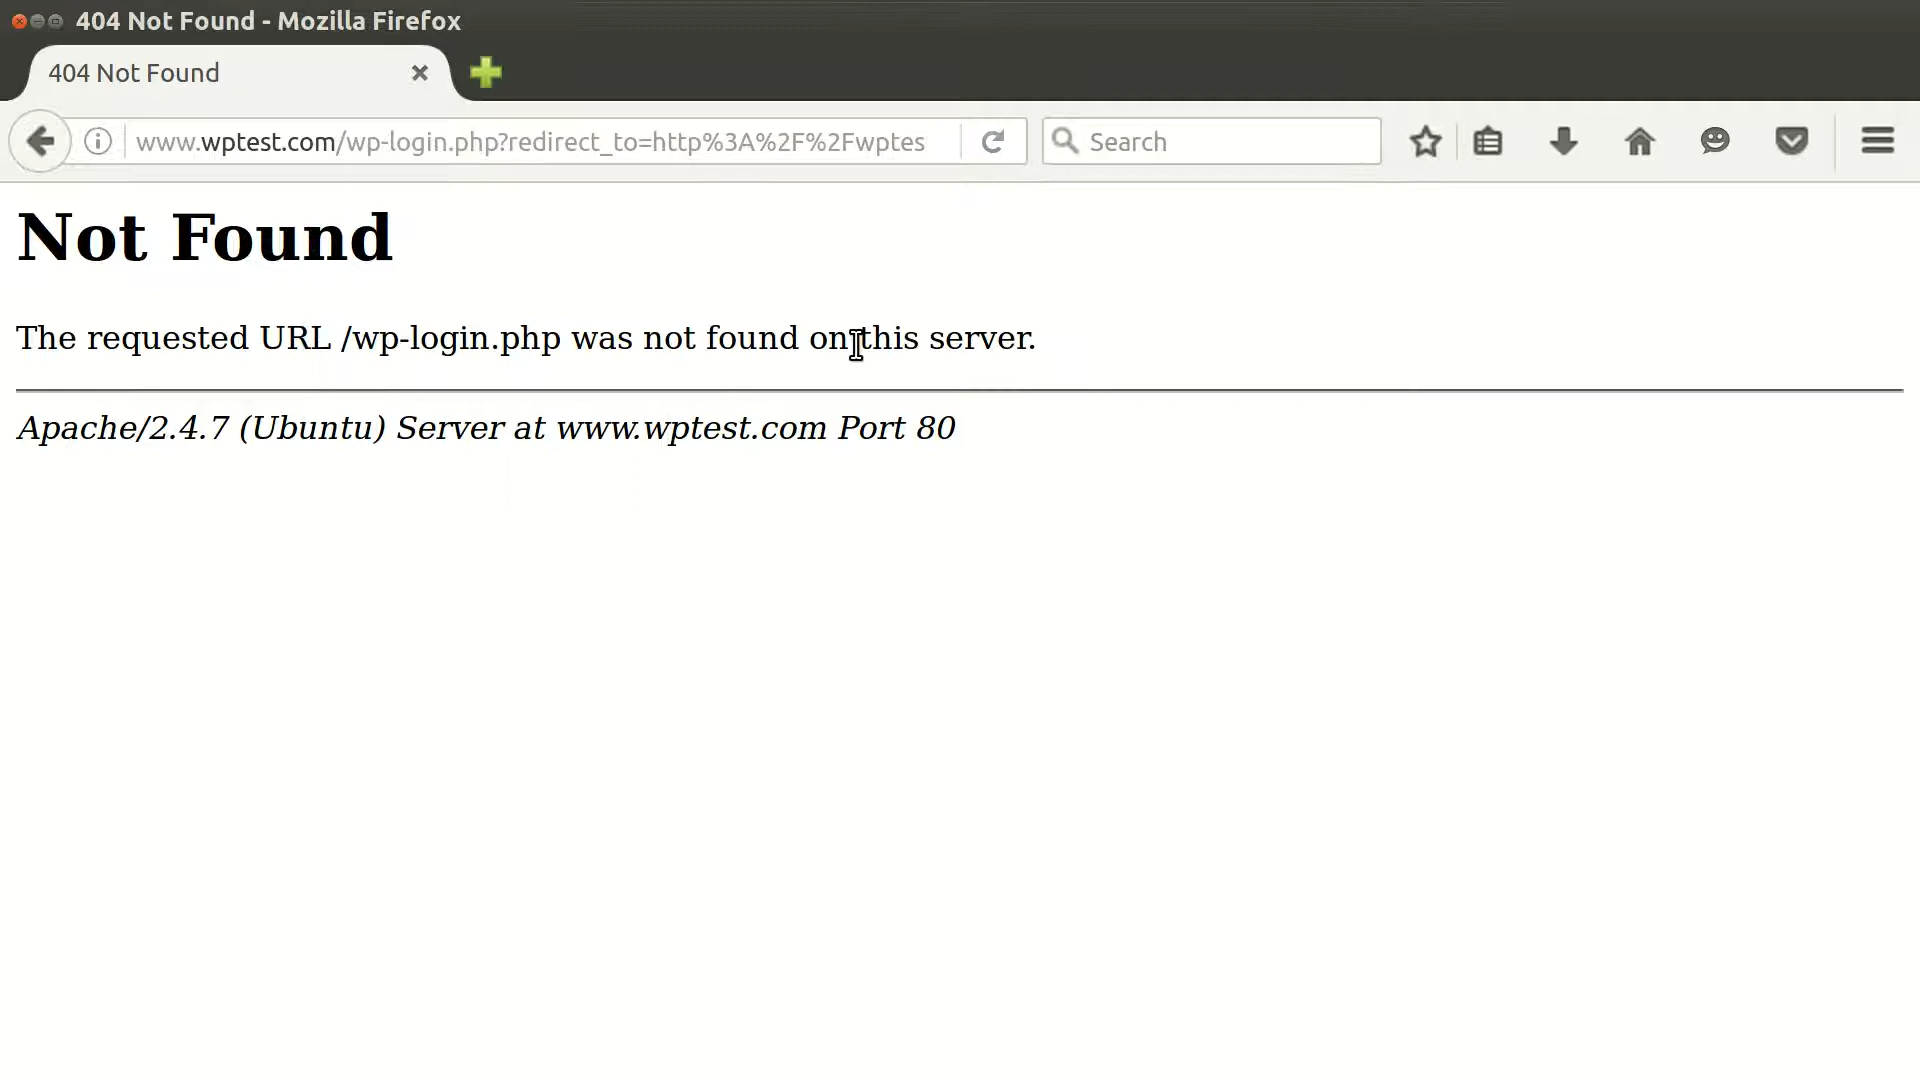 404 Not Found - Mozilla Firefox
404 Not Found
www.wptest.com/wp-login.php?redirect_to=http%3A%2F%2Fwptes
Search
Not Found
The requested URL /wp-login.php was not found on this server.
Apache/2.4.7 (Ubuntu) Server at www.wptest.com Port 80